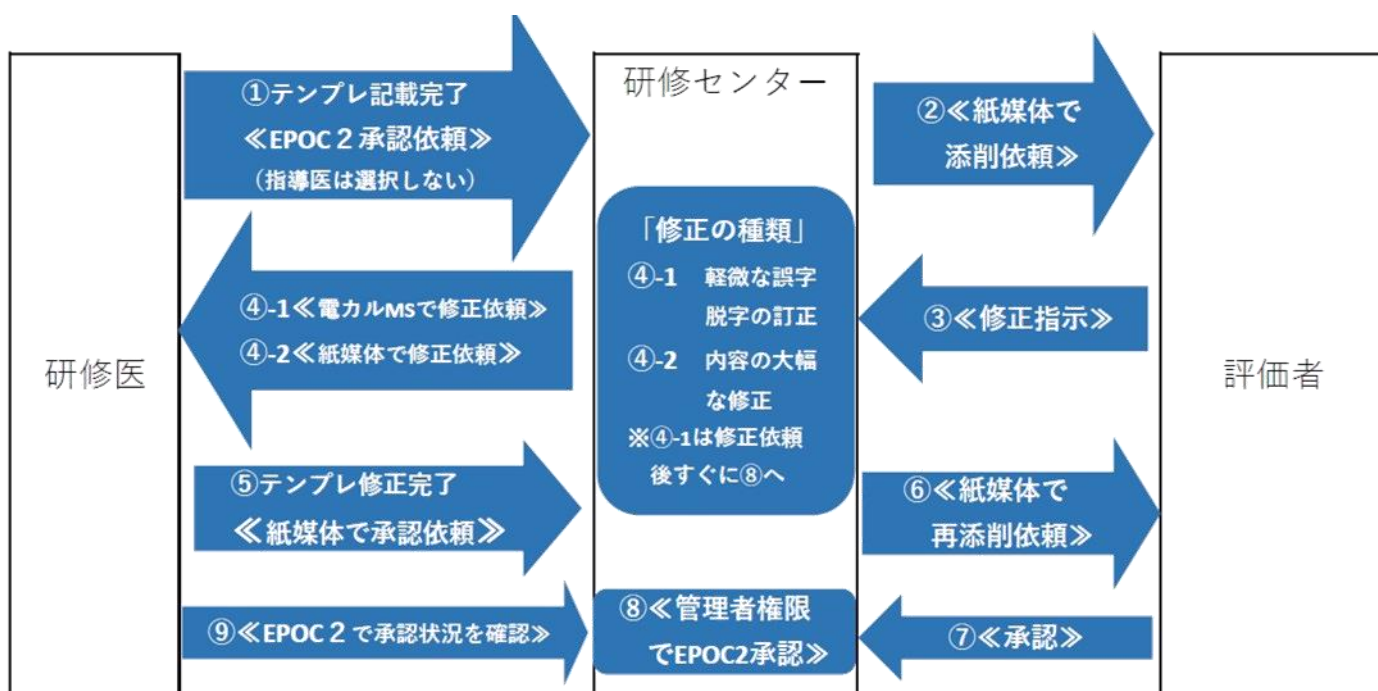 ①テンプレ記載完了
≪EPOC２承認依頼≫
（指導医は選択しない）
研修センター
②≪紙媒体で
添削依頼≫
「修正の種類」
④-1　軽微な誤字
脱字の訂正
④-2　内容の大幅
な修正
※④-1は修正依頼
後すぐに⑧へ
④-1≪電カルMSで修正依頼≫
④-2≪紙媒体で修正依頼≫
③≪修正指示≫
研修医
評価者
⑤テンプレ修正完了
≪紙媒体で承認依頼≫
⑥≪紙媒体で
再添削依頼≫
⑨≪EPOC２で承認状況を確認≫
⑧≪管理者権限
でEPOC2承認≫
⑦≪承認≫